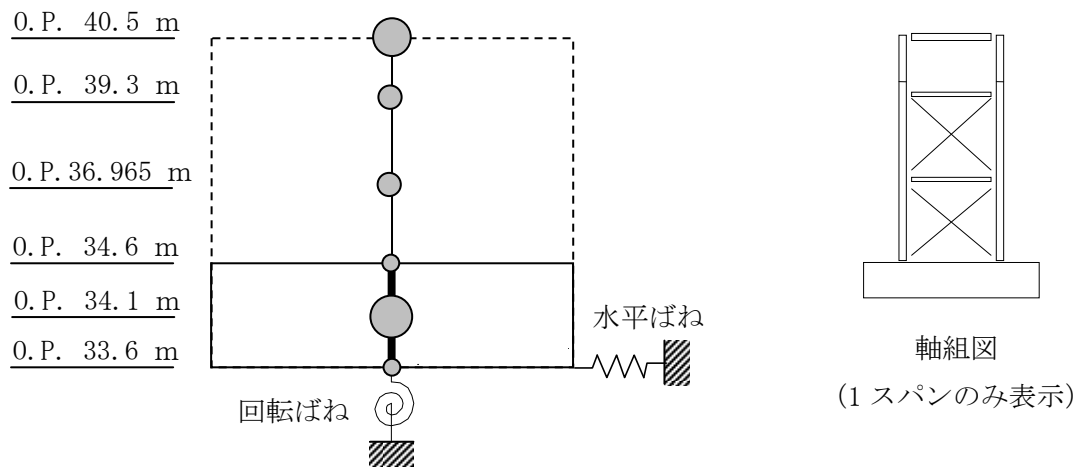 O.P. 40.5 m
O.P. 39.3 m
O.P.36.965 m
O.P. 34.6 m
O.P. 34.1 m
O.P. 33.6 m
水平ばね
回転ばね
軸組図
(1 スパンのみ表示)